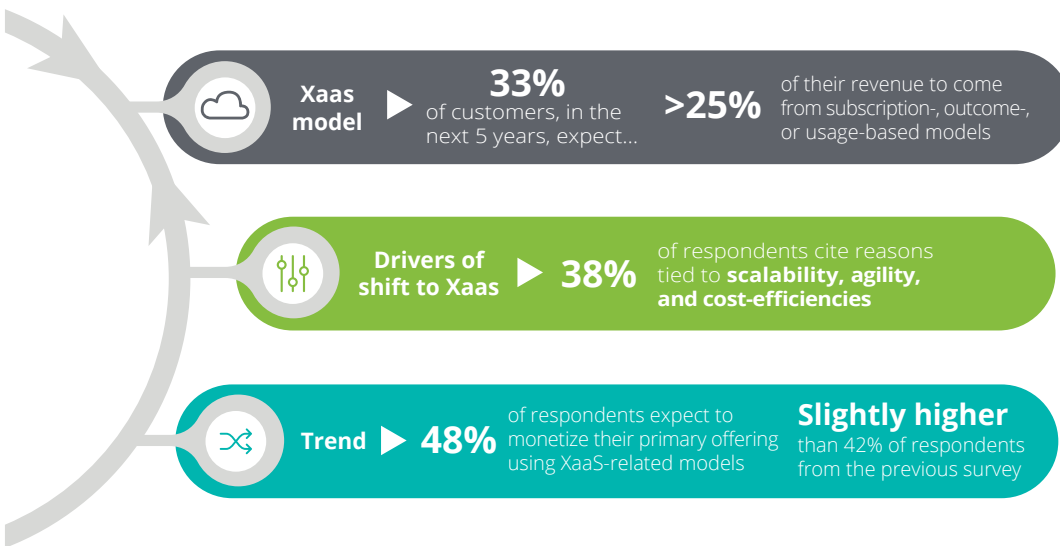 Xaas
model
33%
of customers, in the
next 5 years, expect...
>25%
of their revenue to come
from subscription-, outcome-,
or usage-based models
Drivers of
shift to Xaas
38%
of respondents cite reasons
tied to scalability, agility,
and cost-efficiencies
Trend
48%
of respondents expect to
monetize their primary offering
using XaaS-related models
Slightly higher
than 42% of respondents
from the previous survey